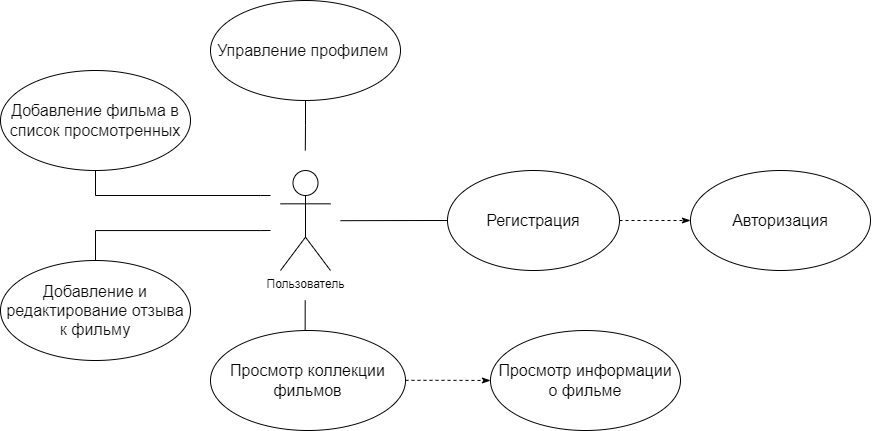 Управление профилем
Добавление фильма в
список просмотренных
Регистрация
Авторизация
Пользователь
Добавление и
редактирование отзыва
к фильму
Просмотр коллекции
фильмов
Просмотр информации
о фильме